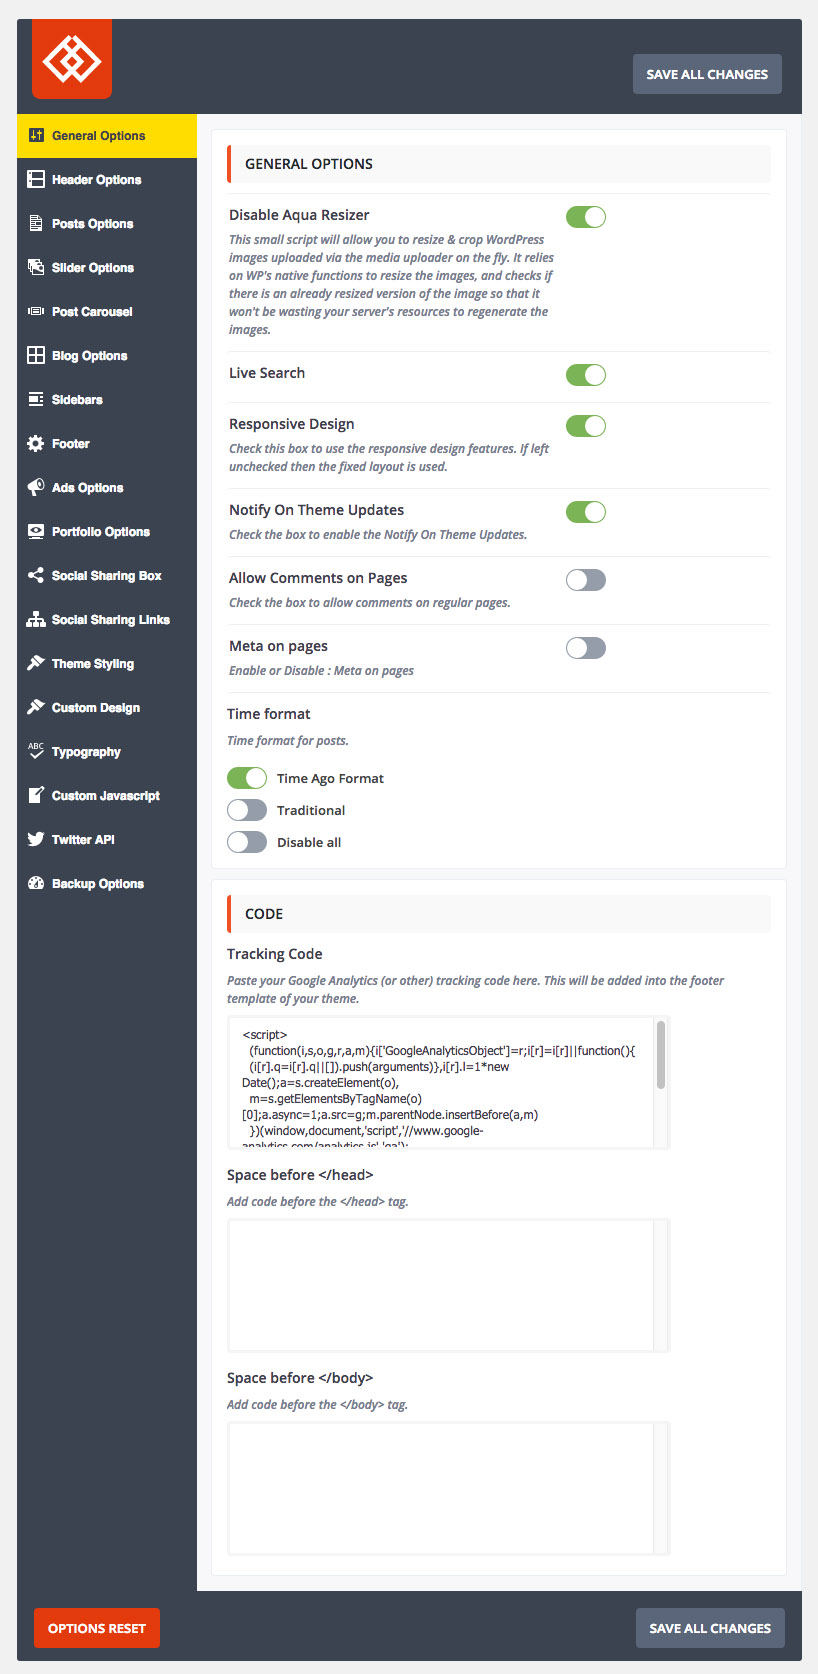 SAVE ALL CHANGES
General Options
Header Options
Posts Options
Slider Options
Post Carousel
Blog Options
Sidebars
Footer
Ads Options
Portfolio Options
Social Sharing Box
Social Sharing Links
Theme Styling
Custom Design
ABC
Typography
Custom Javascript
Twitter API
Backup Options
GENERAL OPTIONS
Disable Aqua Resizer
This small script will allow you to resize & crop WordPress
images uploaded via the media uploader on the fly. It relies
on WP's native functions to resize the images, and checks if
there is an already resized version of the image so that it
won't be wasting your server's resources to regenerate the
images.
Live Search
Responsive Design
Check this box to use the responsive design features. If left
unchecked then the fixed layout is used.
Notify On Theme Updates
Check the box to enable the Notify On Theme Updates.
Allow Comments on Pages
Check the box to allow comments on regular pages.
Meta on pages
Enable or Disable : Meta on pages
Time format
Time format for posts.
Time Ago Format
Traditional
Disable all
CODE
Tracking Code
Paste your Google Analytics (or other) tracking code here. This will be added into the footer
template of your theme.
<script>
(function(i,s,o,g,r,a,m){i['GoogleAnalyticsObject']=r;i[r]=i[r]||function(){
(i[r].q=i[r].q||[]).push(arguments)},i[r].l=1*new
Date();a=s.createElement(o),
m=s.getElementsByTagName(o)
[0];a.async=1;a.src=g;m.parentNode.insertBefore(a,m)
})(window,document,'script','//www.google-
analytics.com/analytics.js','ga');
Space before </head>
Add code before the </head> tag.
Space before </body>
Add code before the </body> tag.
OPTIONS RESET
SAVE ALL CHANGES